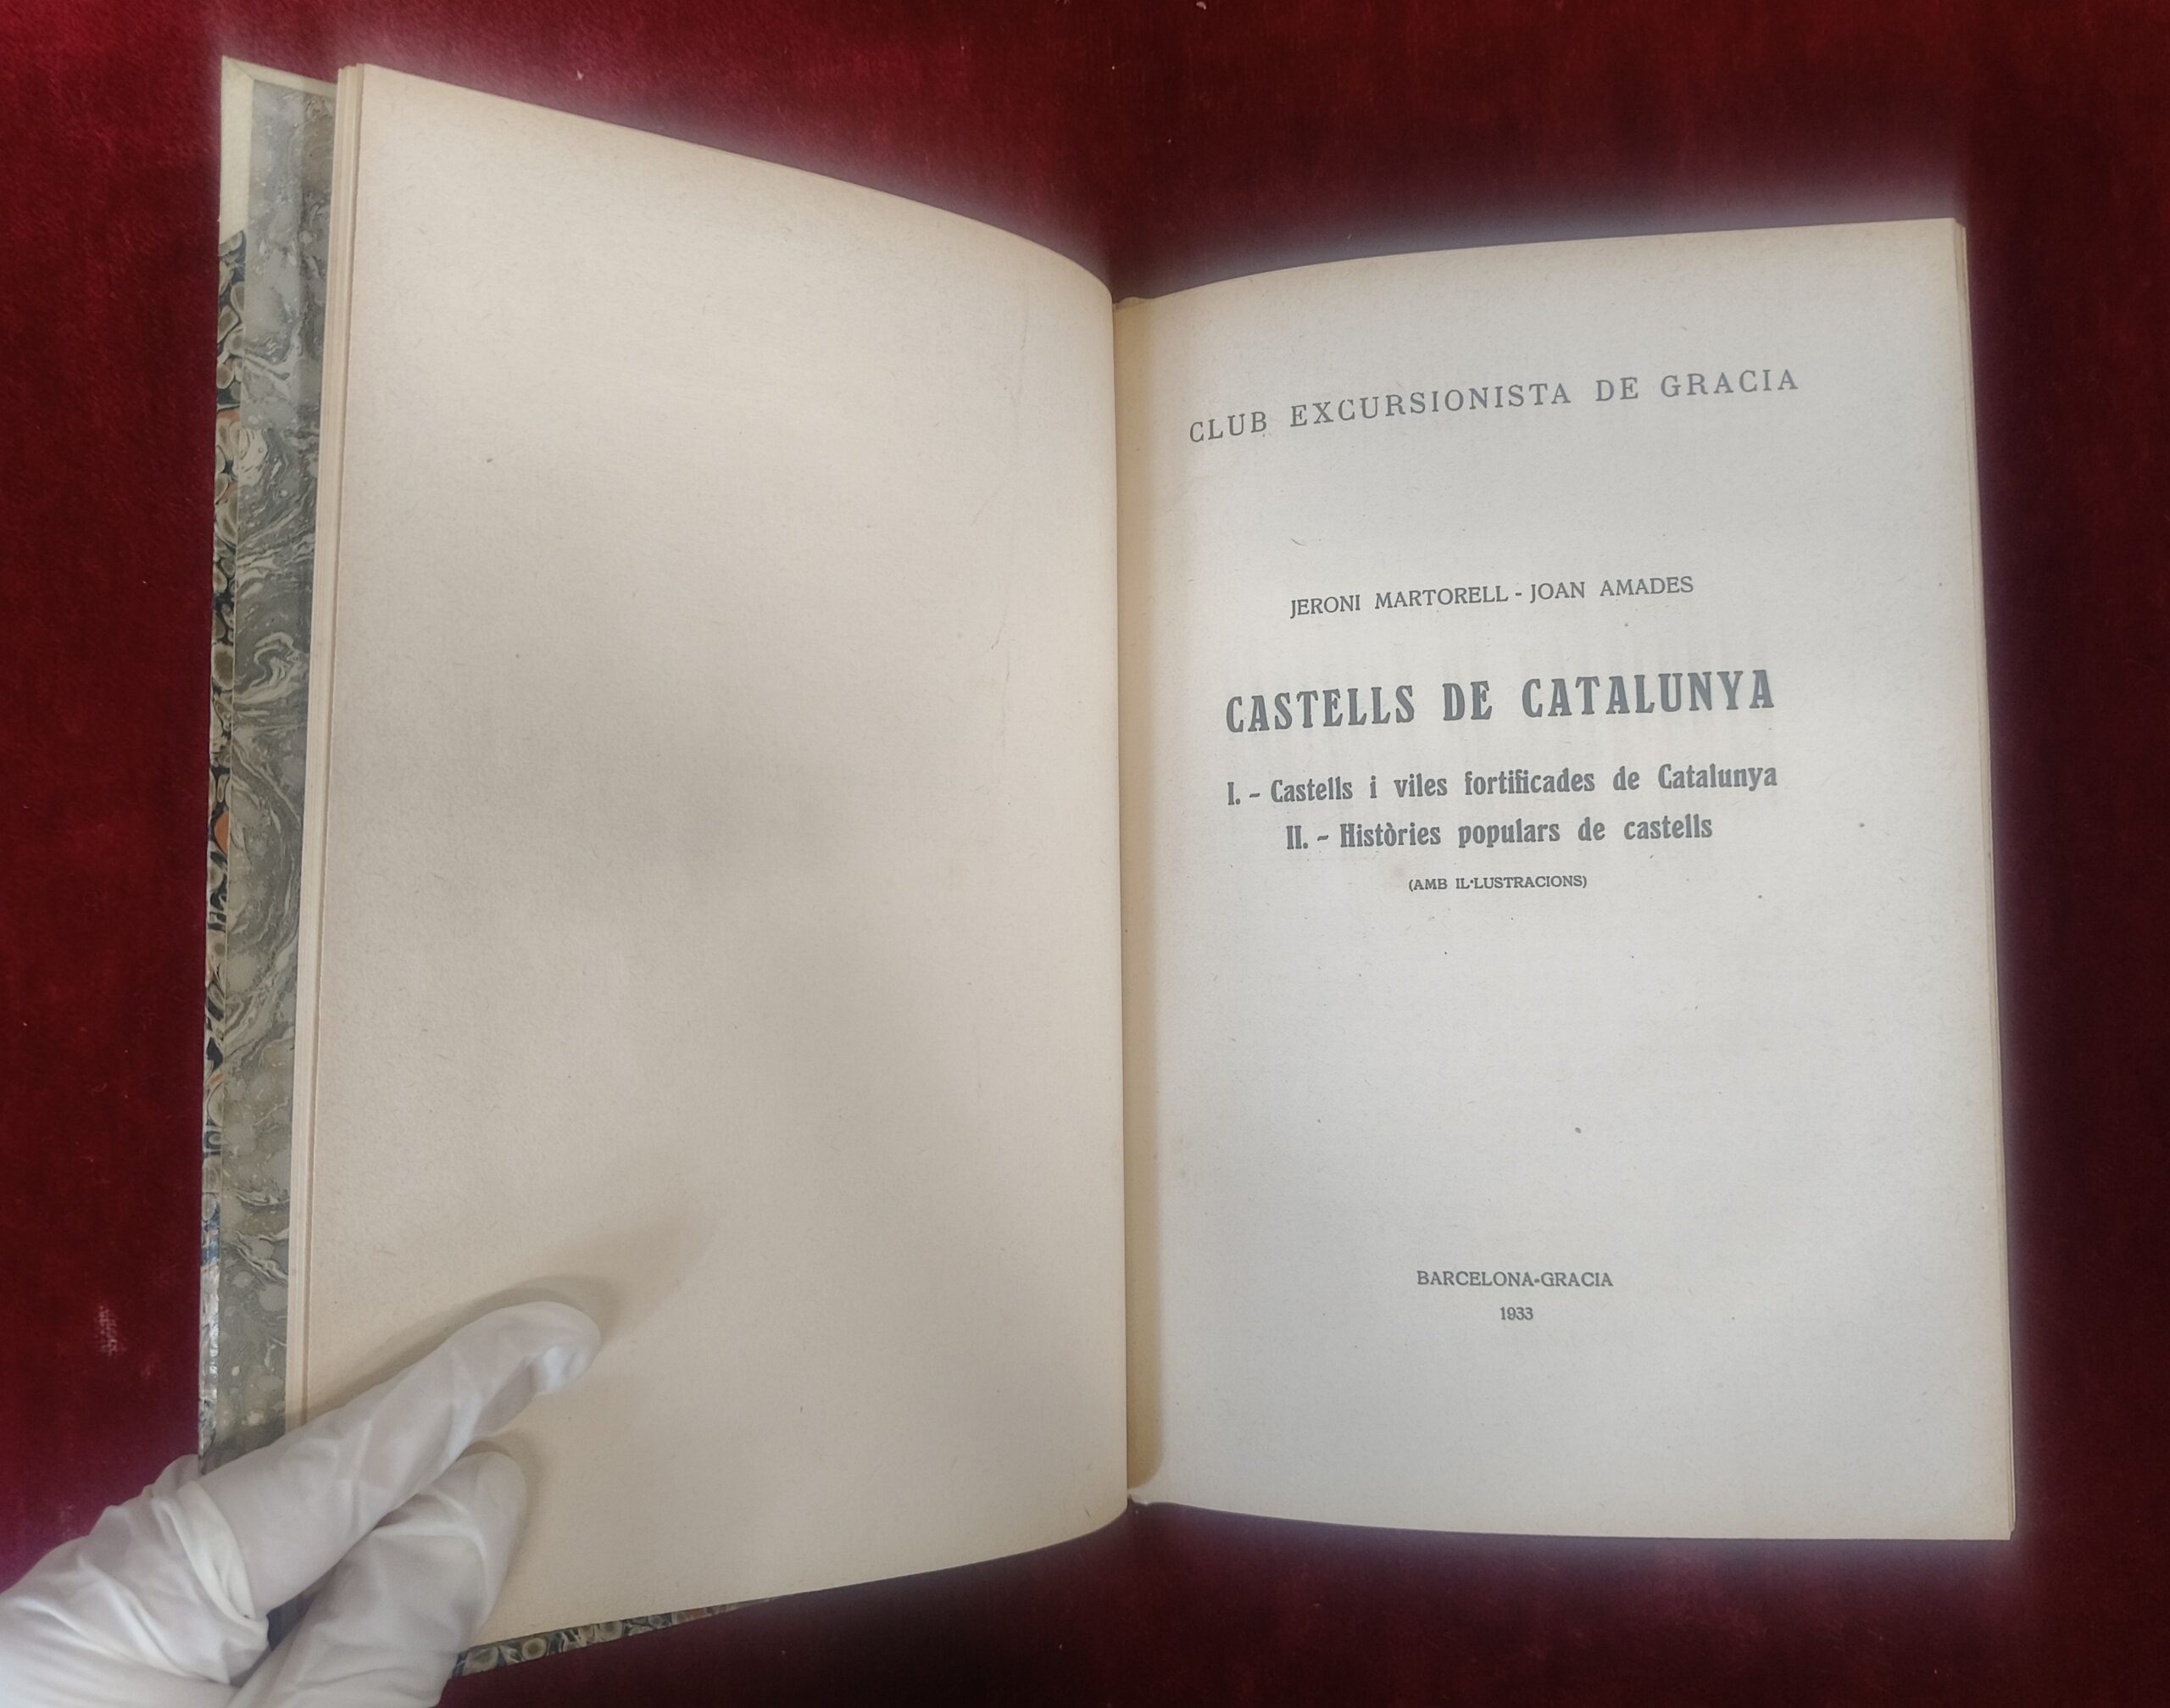 CLUB EXCURSIONISTA DE GRACIA
JERONI MARTORELL - JOAN AMADES
CASTELLS DE CATALUNYA
I. - Castells i viles fortificades de Catalunya
II. - Històries populars de castells
(AMB IL·LUSTRACIONS)
BARCELONA-GRACIA
1933